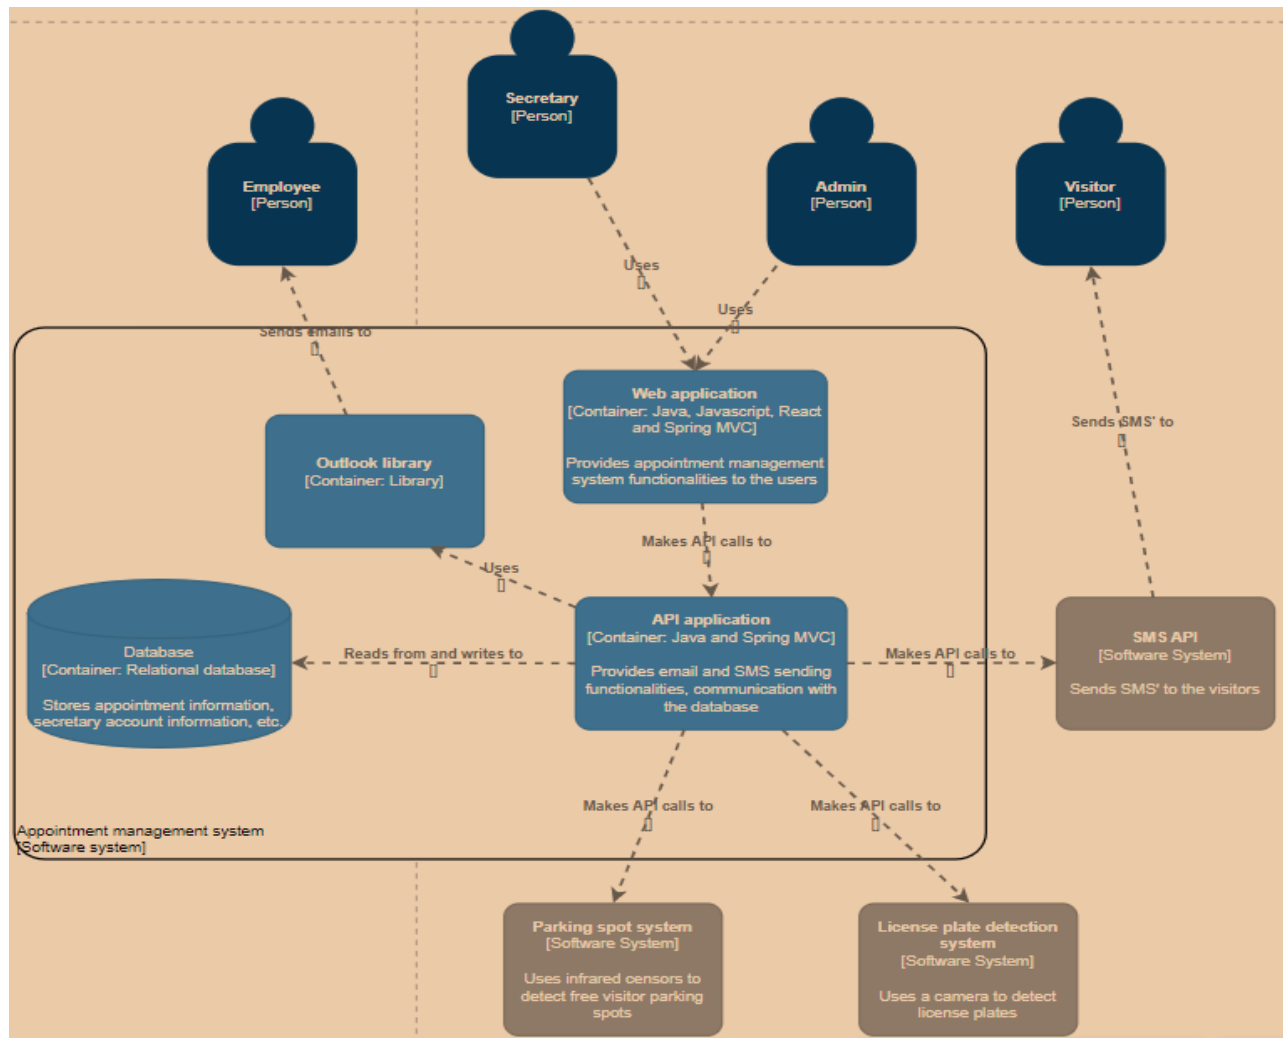 Secretary
[Person]
Employee
[Person]
Admin
[Person]
Visitor
[Person]
Uses
Uses
Sends emails to
Web application
[Container: Java, Javascript, React
and Spring MVC]
Provides appointment management
system functionalities to the users
Sends SMS' to
Outlook library
[Container: Library]
Makes API calls to
Uses
API application
[Container: Java and Spring MVC]
Provides email and SMS sending
functionalities, communication with
the database
Database
[Container: Relational database]
Stores appointment information,
secretary account information, etc.
Reads from and writes to
Makes API calls to
SMS API
[Software System]
Sends SMS' to the visitors
Makes API calls to
Makes API calls to
Appointment management system
[Software system]
Parking spot system
[Software System]
Uses infrared censors to
detect free visitor parking
spots
License plate detection
system
[Software System]
Uses a camera to detect
license plates